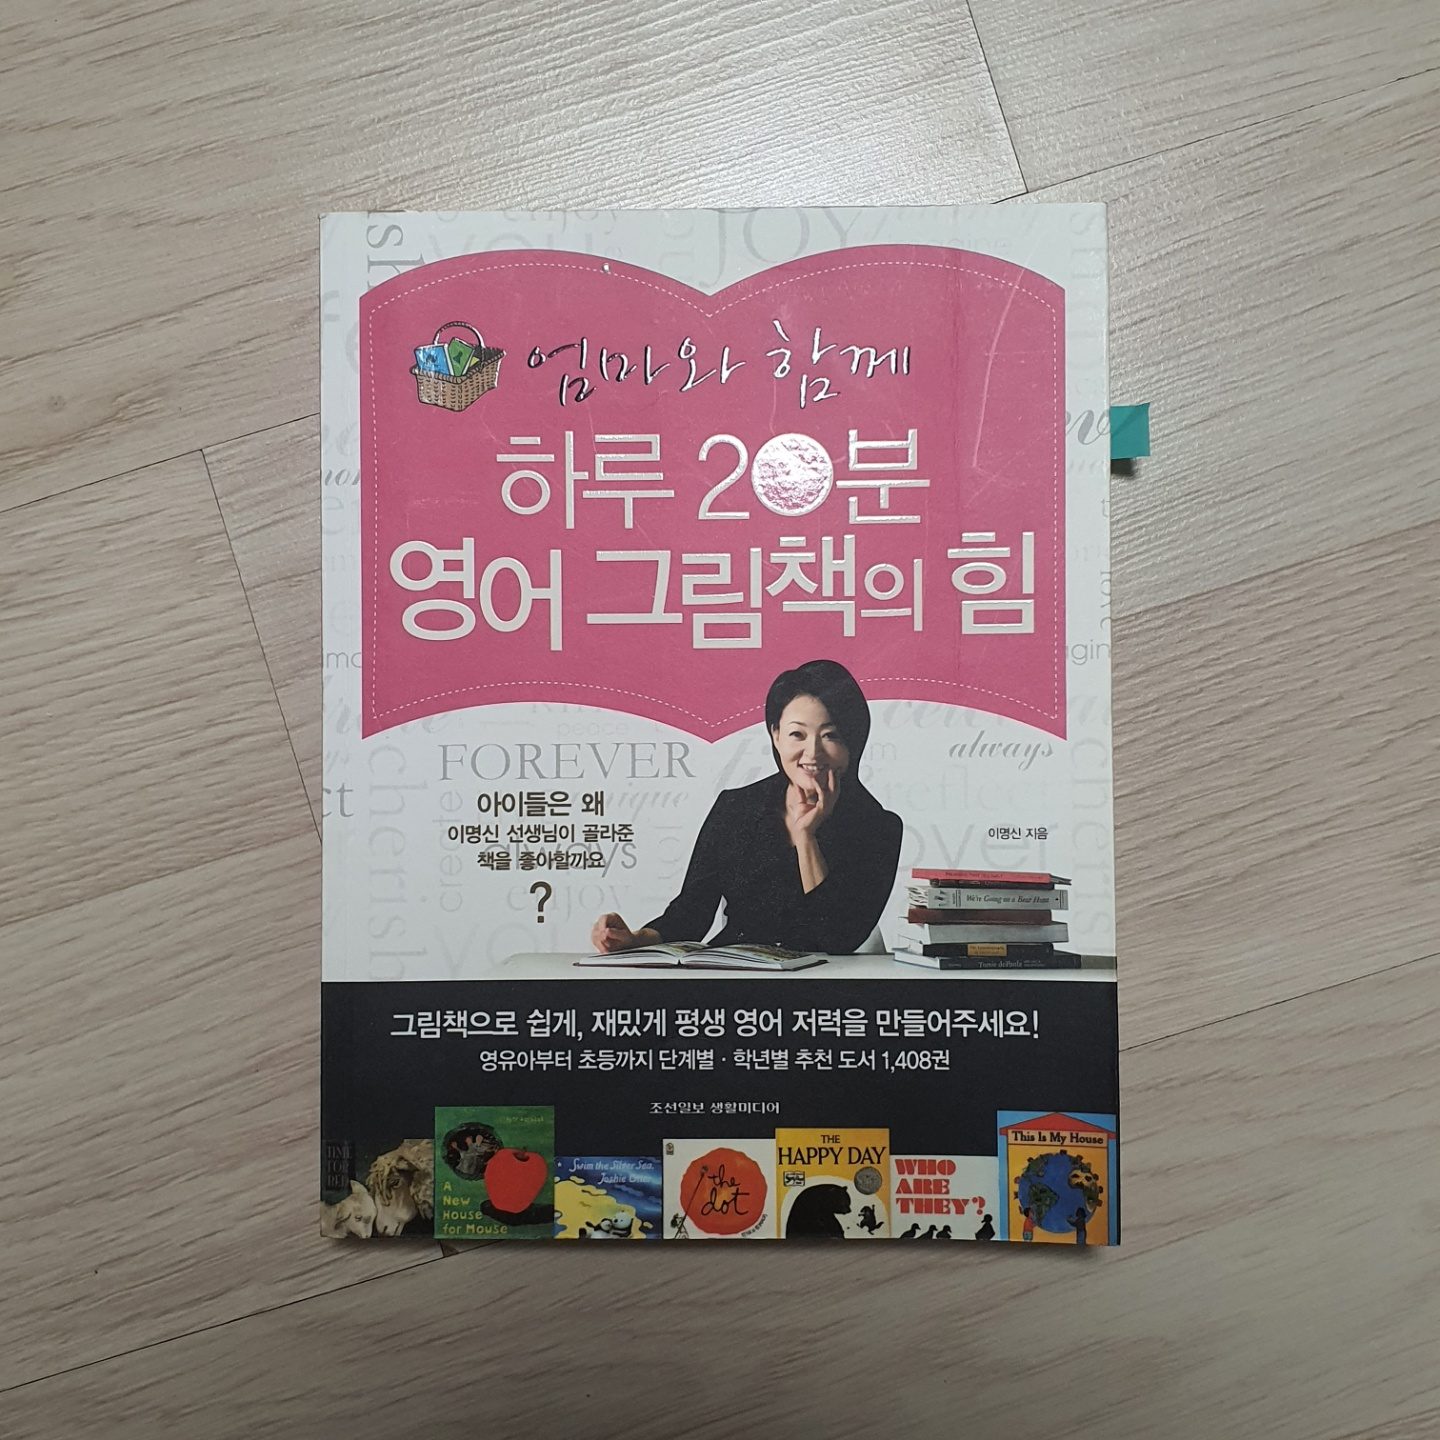 엄마와 함께
하루 20분
영어 그림책의 힘
FOREVER
always
아이들은 왜
이명신 선생님이 골라준
책을 좋아할까요
?
이명신 지음
We're Going on a Bear Hunt
Tomie dePaola
그림책으로 쉽게, 재밌게 평생 영어 저력을 만들어주세요!
영유아부터 초등까지 단계별 · 학년별 추천 도서 1,408권
조선일보 생활미디어
TIME
FOR
BED
A
New
House
for Mouse
Swim the Silver Sea,
Joshie Otter
the
dot
THE
HAPPY DAY
WHO
ARE
THEY?
This Is My House